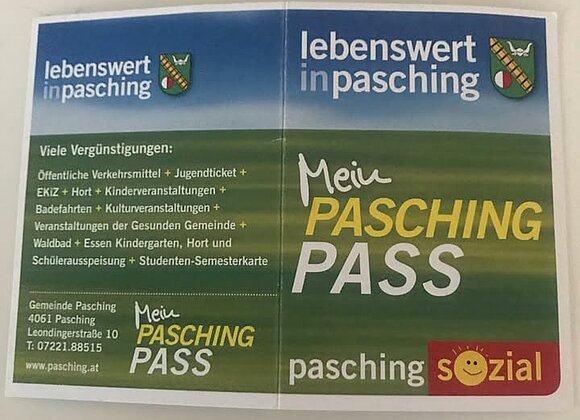 lebenswert
inpasching
Viele Vergünstigungen:
Öffentliche Verkehrsmittel + Jugendticket +
EKiZ + Hort + Kinderveranstaltungen +
Badefahrten + Kulturveranstaltungen +
Veranstaltungen der Gesunden Gemeinde +
Waldbad + Essen Kindergarten, Hort und
Schülerausspeisung + Studenten-Semesterkarte
Gemeinde Pasching
4061 Pasching
Leondingerstraße 10
T: 07221.88515
www.pasching.at
Mein
PASCHING
PASS
lebenswert
inpasching
Mein
PASCHING
PASS
pasching sozial